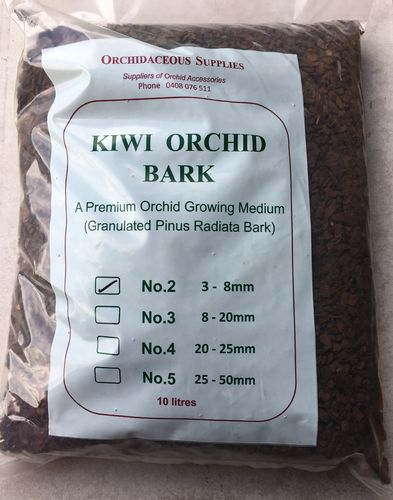 ORCHIDACEOUS SUPPLIES
Suppliers of Orchid Accessories
Phone 0408 076 511
KIWI ORCHID
BARK
A Premium Orchid Growing Medium
(Granulated Pinus Radiata Bark)
No.2 3 - 8mm
No.3 8 - 20mm
No.4 20 - 25mm
No.5 25 - 50mm
10 litres